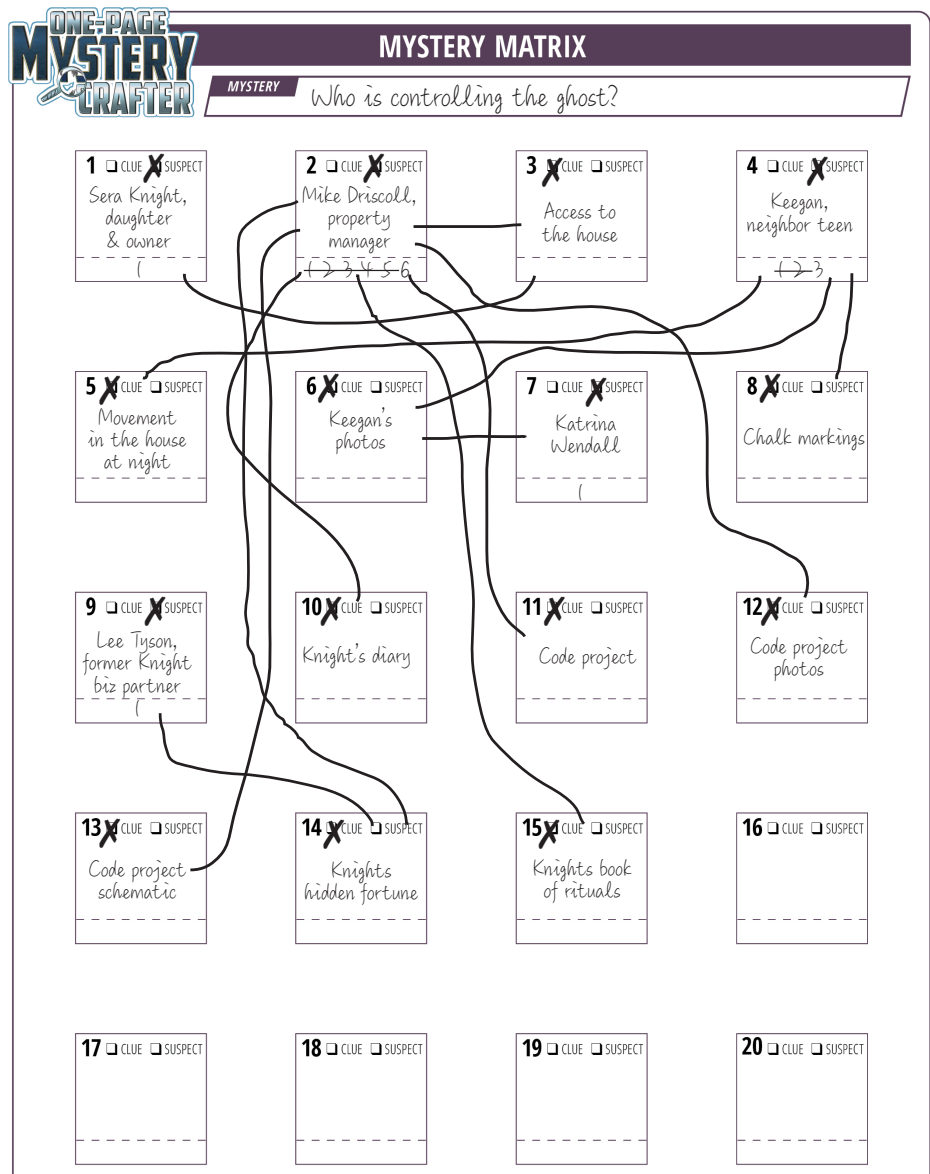 ONE-PAGE
MYSTERY
CRAFTER
MYSTERY MATRIX
MYSTERY
Who is controlling the ghost?
1 CLUE SUSPECT
Sera Knight,
daughter
& owner
1
2 CLUE SUSPECT
Mike Driscoll,
property
manager
1 2 3 4 5 6
3 CLUE SUSPECT
Access to
the house
4 CLUE SUSPECT
Keegan,
neighbor teen
1 2 3
5 CLUE SUSPECT
Movement
in the house
at night
6 CLUE SUSPECT
Keegan's
photos
7 CLUE SUSPECT
Katrina
Wendall
1
8 CLUE SUSPECT
Chalk markings
9 CLUE SUSPECT
Lee Tyson,
former Knight
biz partner
1
10 CLUE SUSPECT
Knight's diary
11 CLUE SUSPECT
Code project
12 CLUE SUSPECT
Code project
photos
13 CLUE SUSPECT
Code project
schematic
14 CLUE SUSPECT
Knights
hidden fortune
15 CLUE SUSPECT
Knights book
of rituals
16 CLUE SUSPECT
17 CLUE SUSPECT
18 CLUE SUSPECT
19 CLUE SUSPECT
20 CLUE SUSPECT